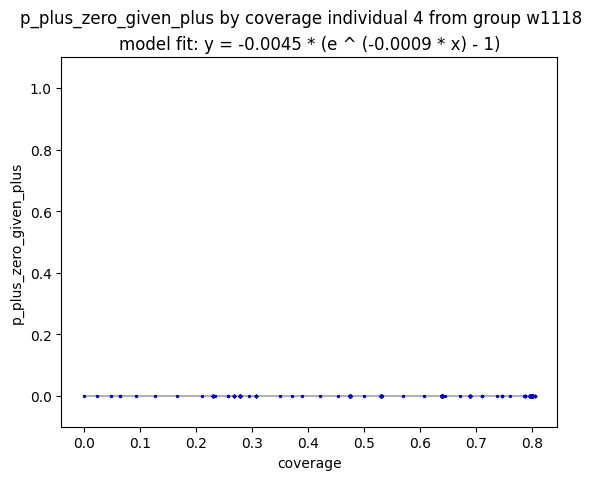 p_plus_zero_given_plus by coverage individual 4 from group w1118
model fit: y = -0.0045 * (e ^ (-0.0009 * x) - 1)
1.0
0.8
0.6
0.4
0.2
0.0
p_plus_zero_given_plus
0.0 0.1 0.2 0.3 0.4 0.5 0.6 0.7 0.8
coverage